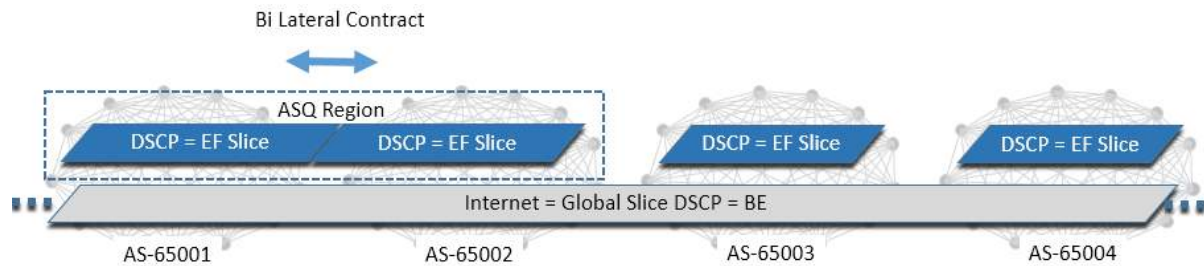 Bi Lateral Contract
ASQ Region
DSCP = EF Slice
DSCP = EF Slice
DSCP = EF Slice
DSCP = EF Slice
Internet = Global Slice DSCP = BE
AS-65001
AS-65002
AS-65003
AS-65004